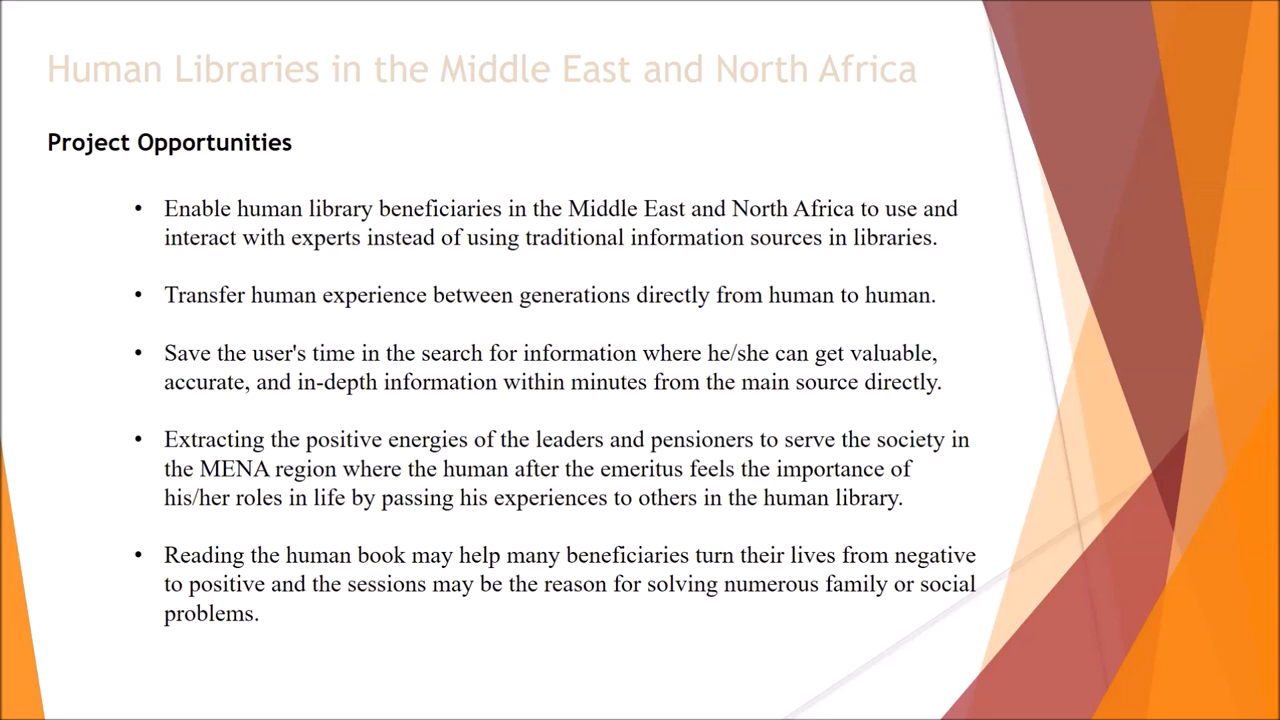 Human Libraries in the Middle East and North Africa
Project Opportunities
• Enable human library beneficiaries in the Middle East and North Africa to use and
interact with experts instead of using traditional information sources in libraries.
• Transfer human experience between generations directly from human to human.
• Save the user's time in the search for information where he/she can get valuable,
accurate, and in-depth information within minutes from the main source directly.
• Extracting the positive energies of the leaders and pensioners to serve the society in
the MENA region where the human after the emeritus feels the importance of
his/her roles in life by passing his experiences to others in the human library.
• Reading the human book may help many beneficiaries turn their lives from negative
to positive and the sessions may be the reason for solving numerous family or social
problems.